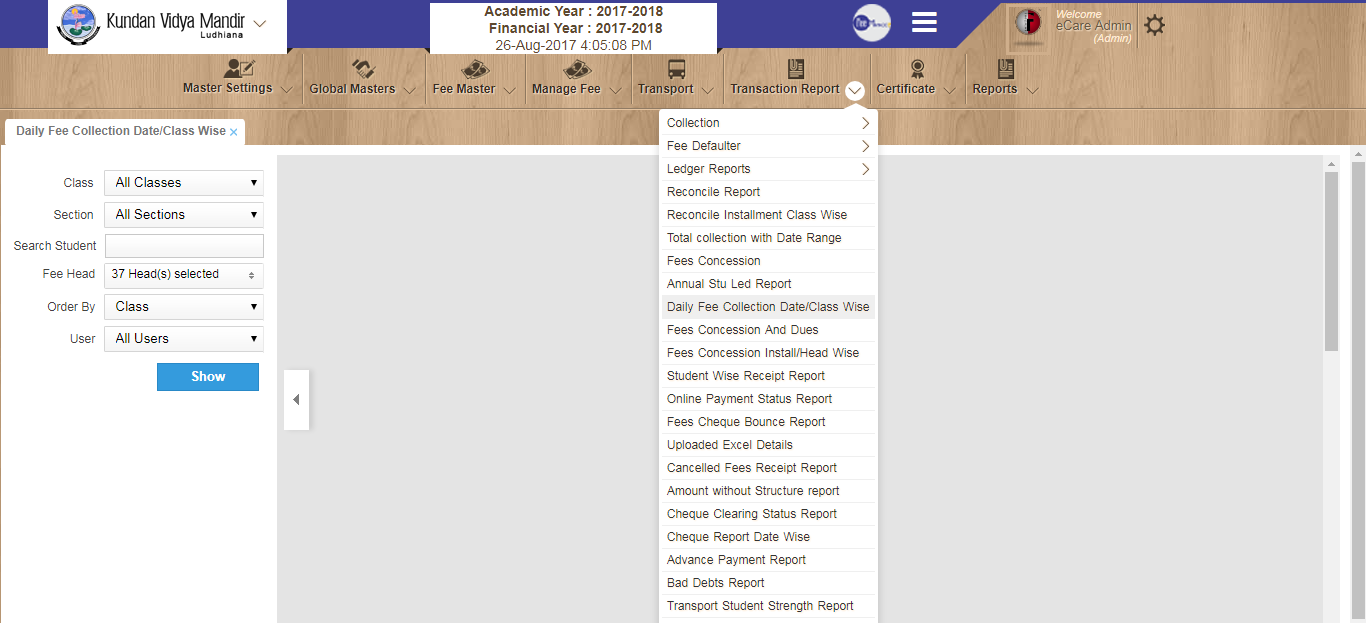 Kundan Vidya Mandir
Ludhiana
Academic Year : 2017-2018
Financial Year : 2017-2018
26-Aug-2017 4:05:08 PM
Welcome
eCare Admin
(Admin)
Master Settings
Global Masters
Fee Master
Manage Fee
Transport
Transaction Report
Certificate
Reports
Daily Fee Collection Date/Class Wise ×
Class All Classes
Section All Sections
Search Student
Fee Head 37 Head(s) selected
Order By Class
User All Users
Show
Collection
Fee Defaulter
Ledger Reports
Reconcile Report
Reconcile Installment Class Wise
Total collection with Date Range
Fees Concession
Annual Stu Led Report
Daily Fee Collection Date/Class Wise
Fees Concession And Dues
Fees Concession Install/Head Wise
Student Wise Receipt Report
Online Payment Status Report
Fees Cheque Bounce Report
Uploaded Excel Details
Cancelled Fees Receipt Report
Amount without Structure report
Cheque Clearing Status Report
Cheque Report Date Wise
Advance Payment Report
Bad Debts Report
Transport Student Strength Report